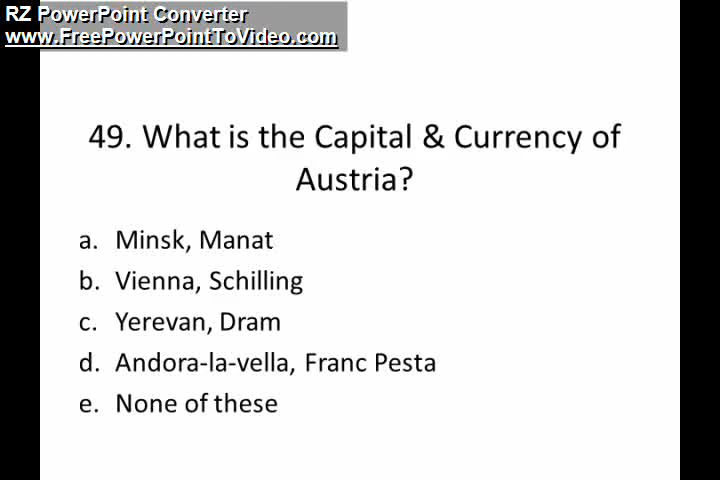 RZ PowerPoint Converter
www.FreePowerPointToVideo.com
49. What is the Capital & Currency of
Austria?
a. Minsk, Manat
b. Vienna, Schilling
c. Yerevan, Dram
d. Andora-la-vella, Franc Pesta
e. None of these